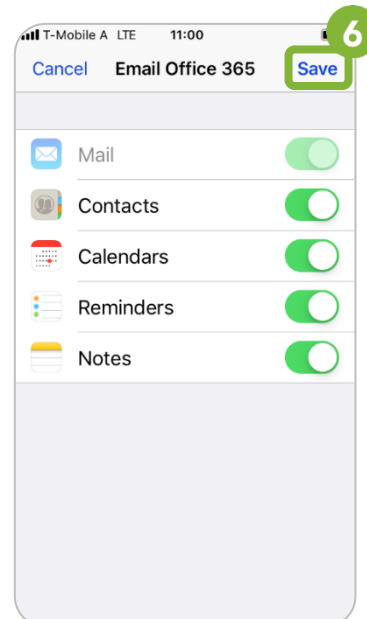 T-Mobile A LTE 11:00
6
Cancel Email Office 365 Save
Mail
Contacts
Calendars
Reminders
Notes